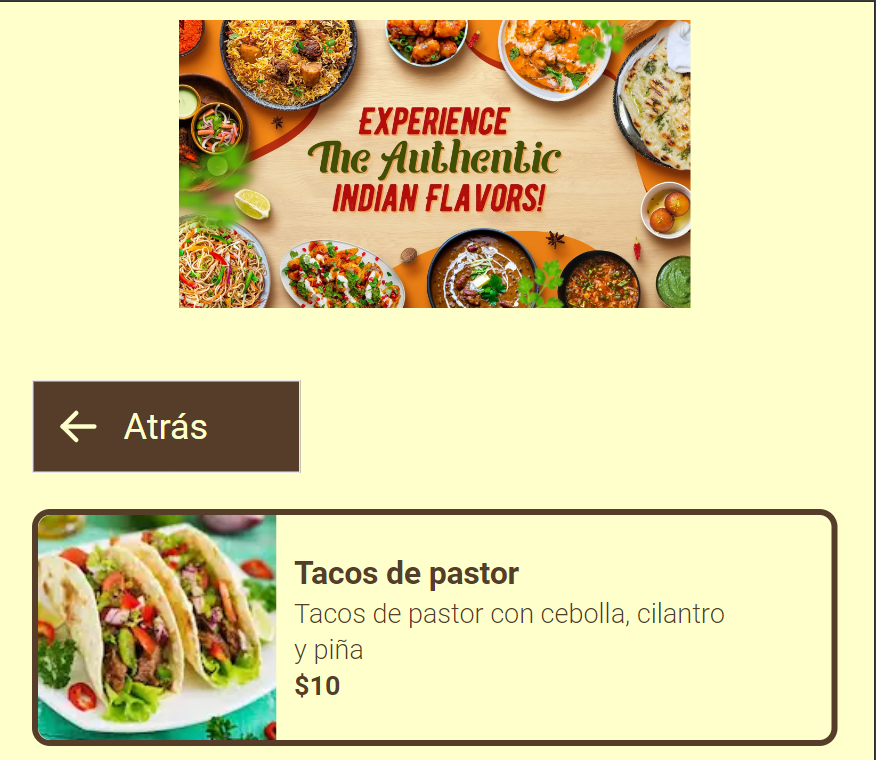 EXPERIENCE
The Authentic
INDIAN FLAVORS!
Atrás
Tacos de pastor
Tacos de pastor con cebolla, cilantro
y piña
$10